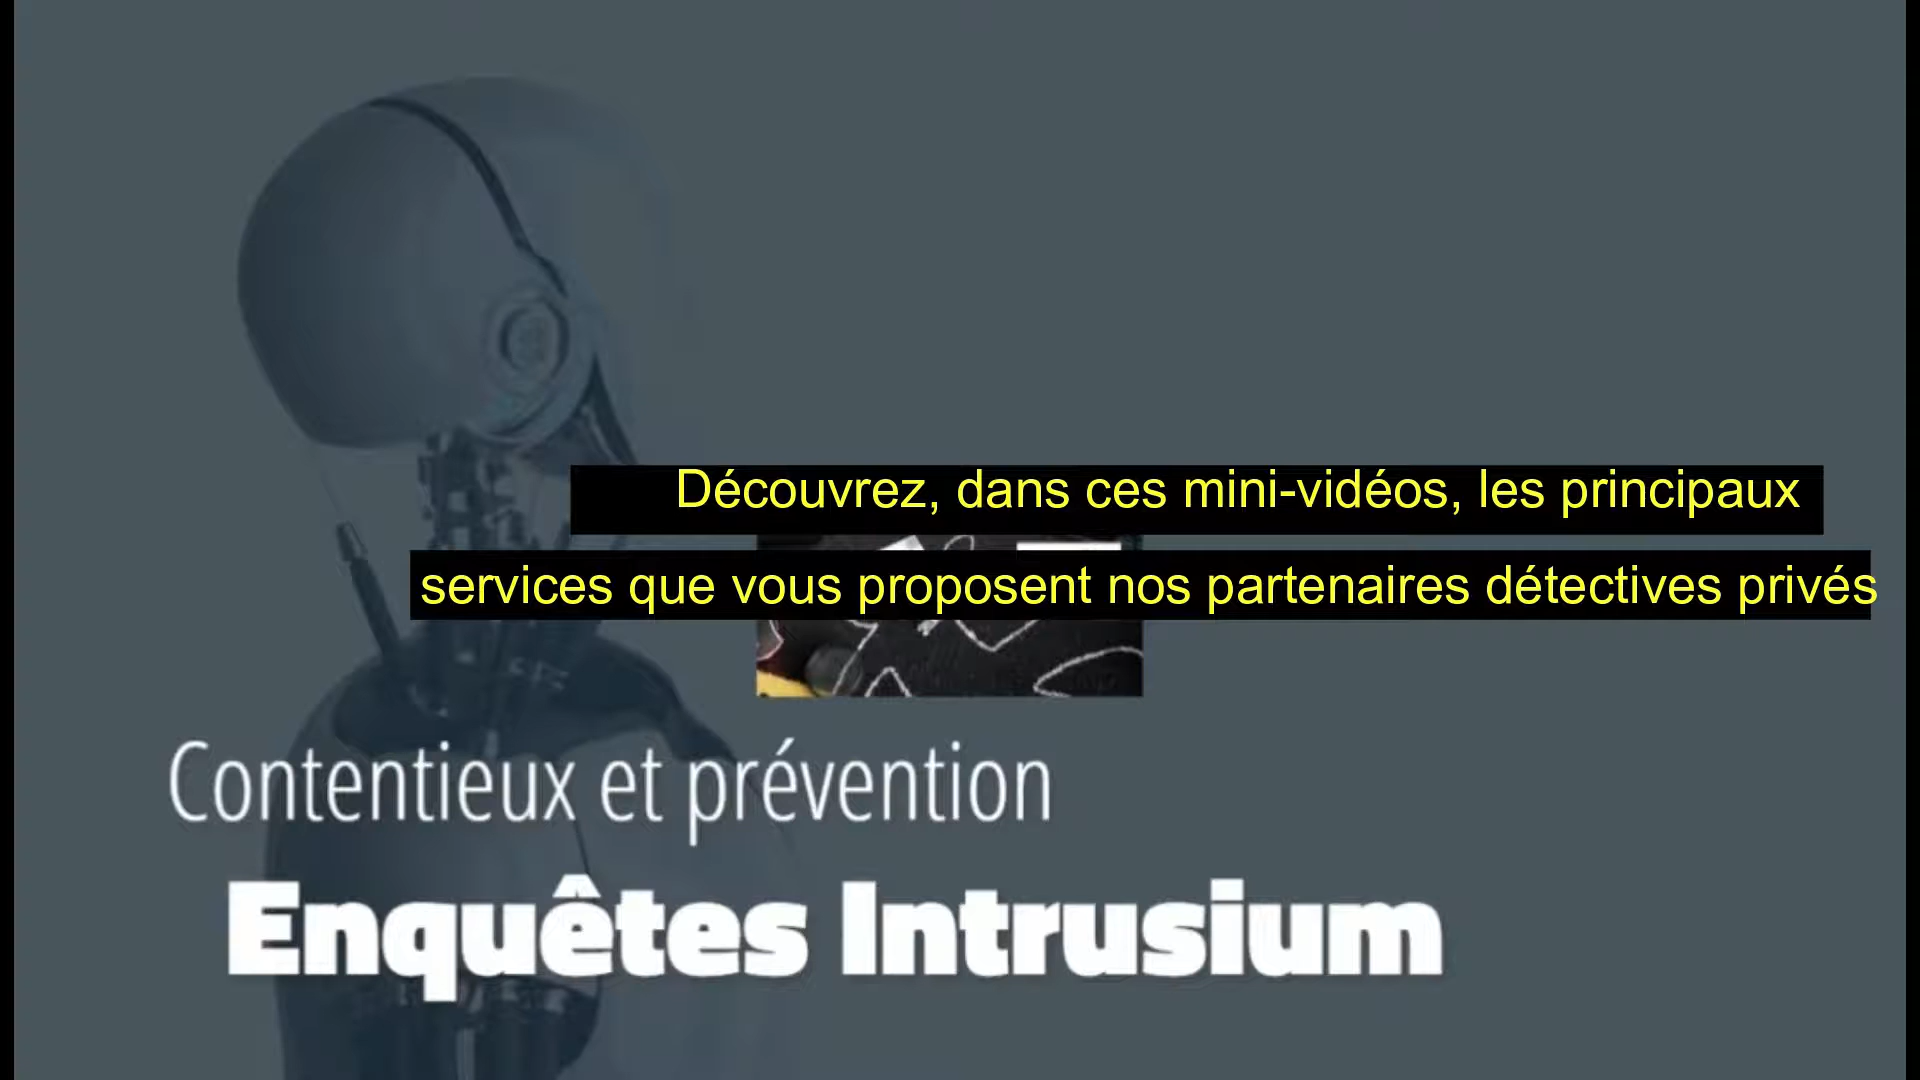 Découvrez, dans ces mini-vidéos, les principaux
services que vous proposent nos partenaires détectives privés
Contentieux et prévention
Enquêtes Intrusium